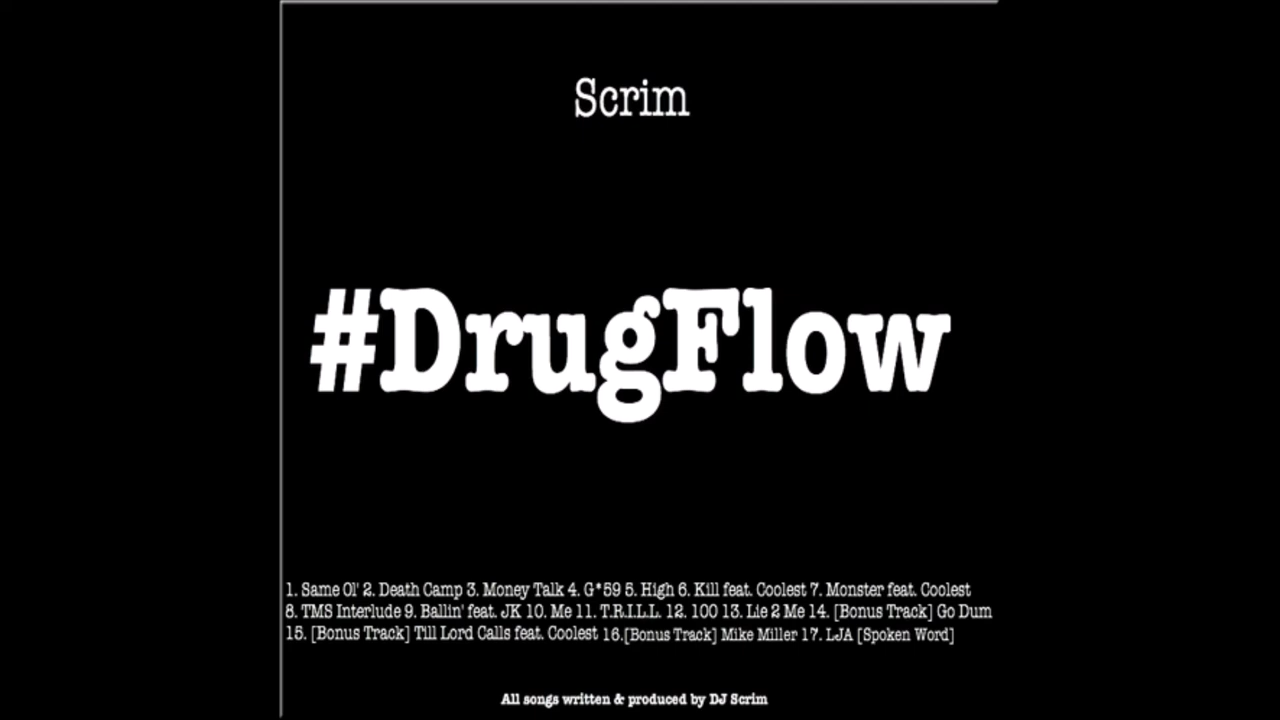 Scrim
#DrugFlow
1. Same Ol' 2. Death Camp 3. Money Talk 4. G*59 5. High 6. Kill feat. Coolest 7. Monster feat. Coolest
8. TMS Interlude 9. Ballin' feat. JK 10. Me 11. T.R.I.L.L. 12. 100 13. Lie 2 Me 14. [Bonus Track] Go Dum
15. [Bonus Track] Till Lord Calls feat. Coolest 16.[Bonus Track] Mike Miller 17. LJA [Spoken Word]
All songs written & produced by DJ Scrim